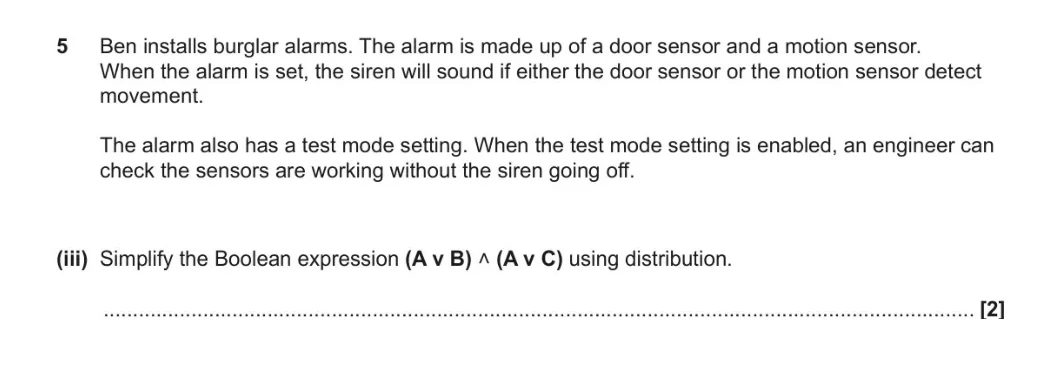 5 Ben installs burglar alarms. The alarm is made up of a door sensor and a motion sensor.
When the alarm is set, the siren will sound if either the door sensor or the motion sensor detect
movement.
The alarm also has a test mode setting. When the test mode setting is enabled, an engineer can
check the sensors are working without the siren going off.
(iii) Simplify the Boolean expression (A v B) ^ (A v C) using distribution.
........................................................................................................................................................ [2]